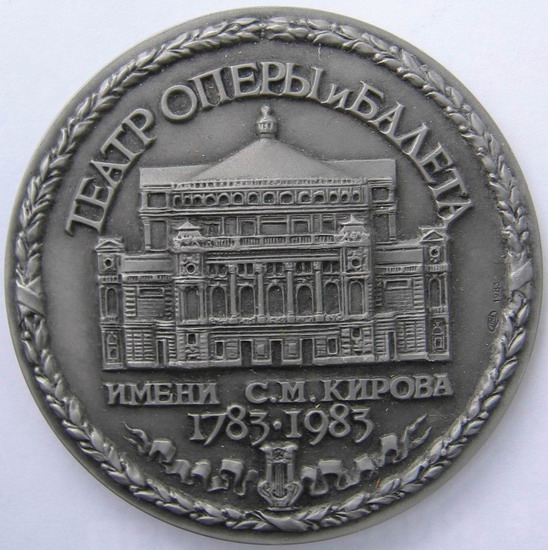 ТЕАТР ОПЕРЫ и БАЛЕТА
ИМЕНИ С.М.КИРОВА
1783·1983